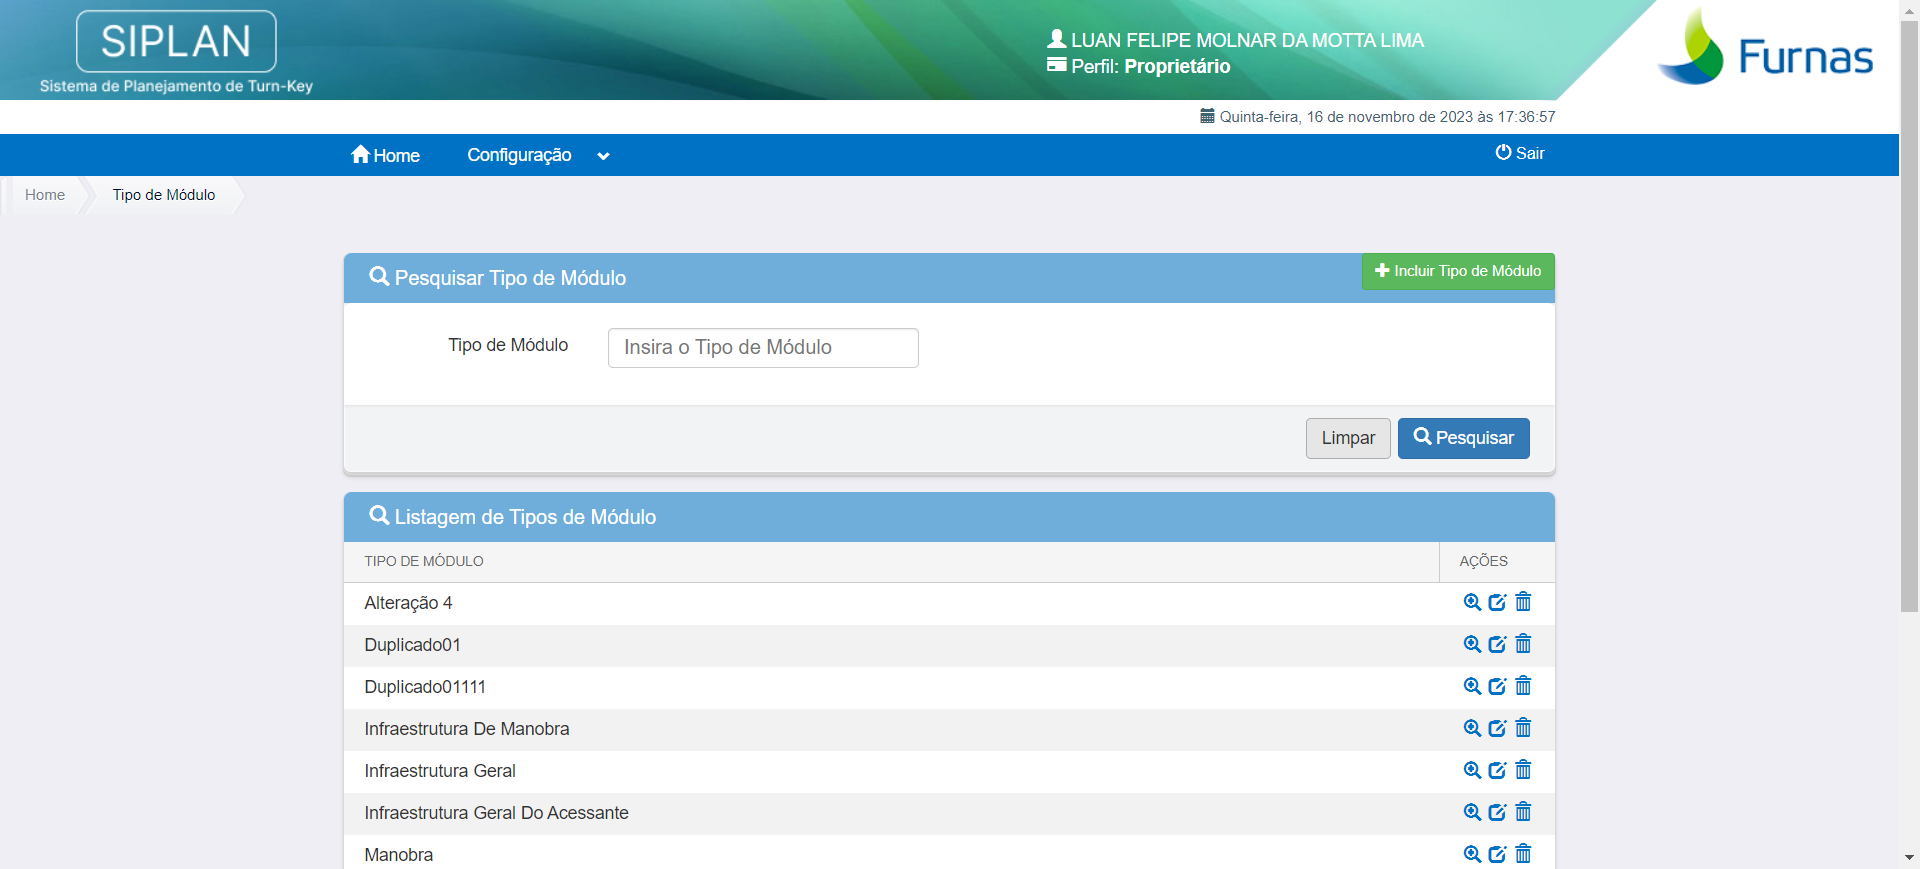 SIPLAN
Sistema de Planejamento de Turn-Key
LUAN FELIPE MOLNAR DA MOTTA LIMA
Perfil: Proprietário
Furnas
Quinta-feira, 16 de novembro de 2023 às 17:36:57
Home Configuração Sair
Home Tipo de Módulo
Pesquisar Tipo de Módulo Incluir Tipo de Módulo
Tipo de Módulo Insira o Tipo de Módulo
Limpar Pesquisar
Listagem de Tipos de Módulo
TIPO DE MÓDULO AÇÕES
Alteração 4
Duplicado01
Duplicado01111
Infraestrutura De Manobra
Infraestrutura Geral
Infraestrutura Geral Do Acessante
Manobra